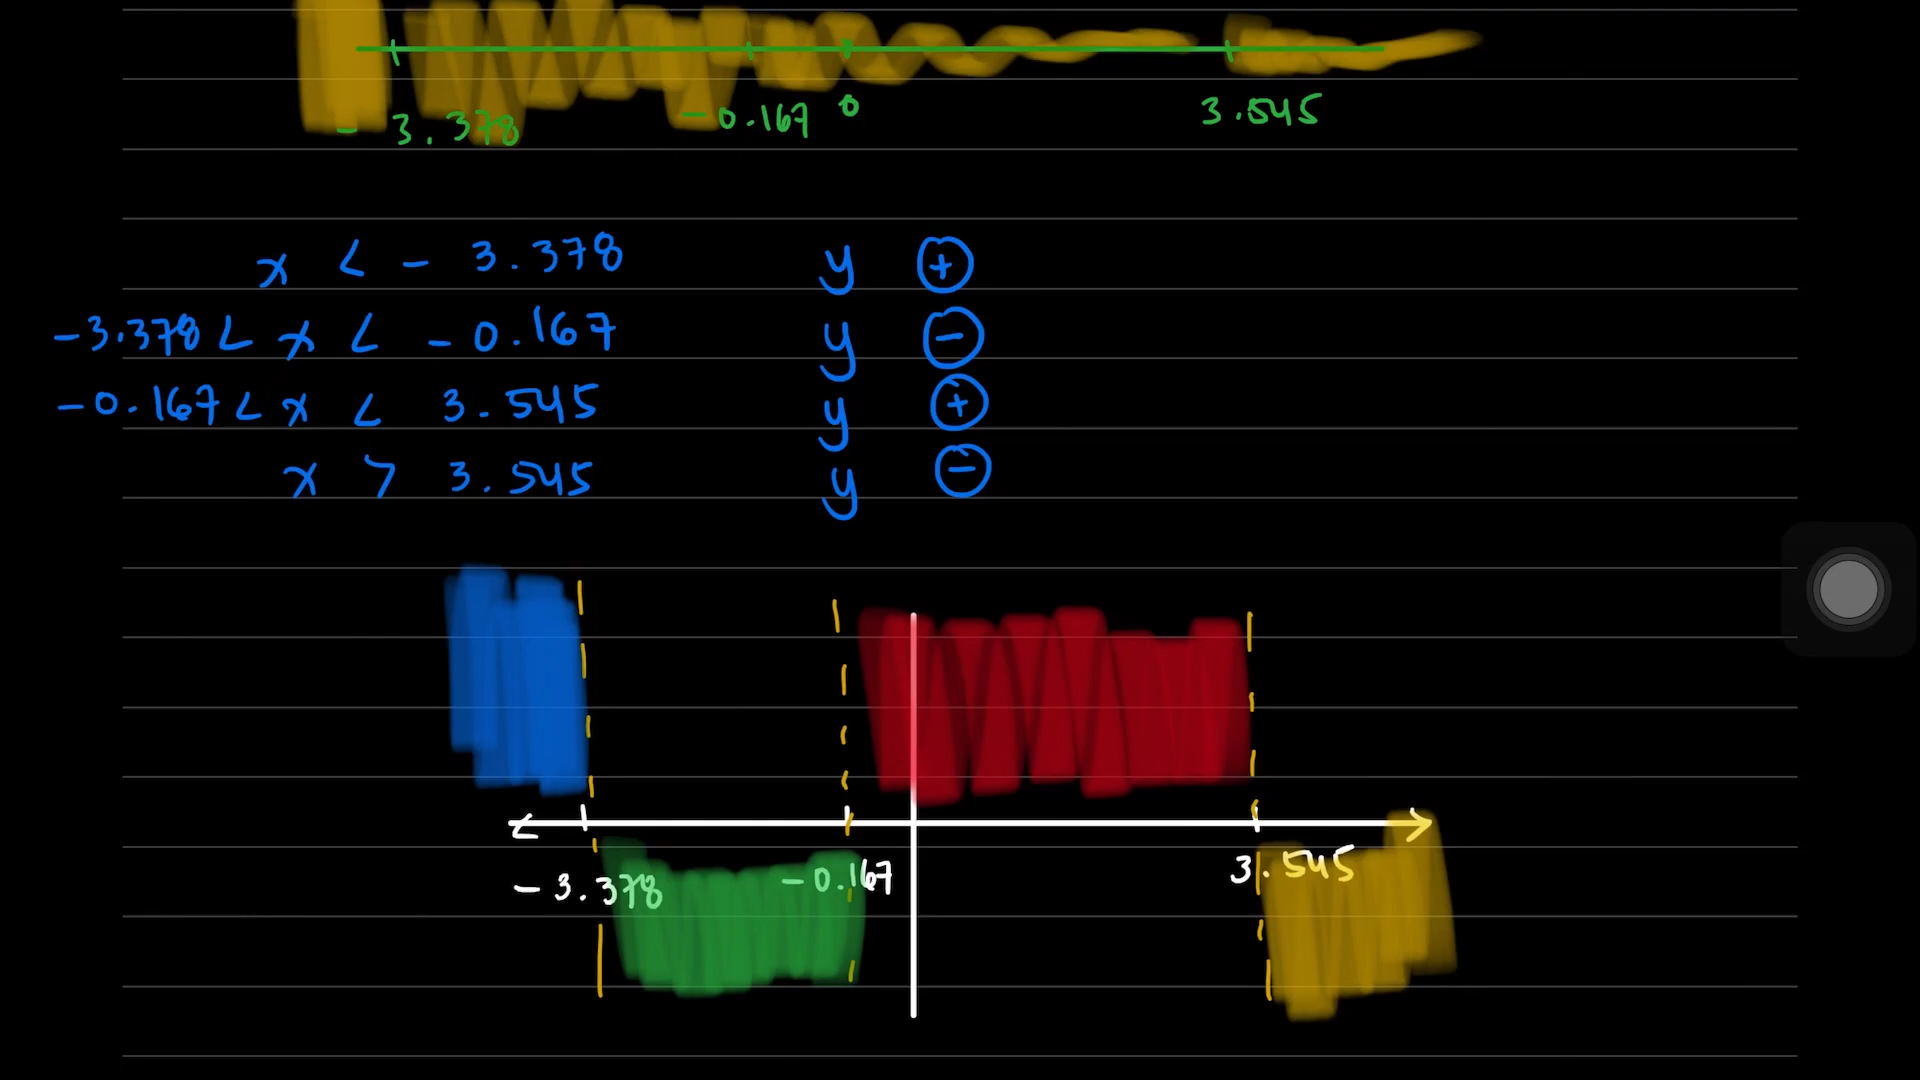 - 3.378 - 0.167 0 3.545
x < - 3.378 y +
-3.378 < x < - 0.167 y -
-0.167 < x < 3.545 y +
x > 3.545 y -
- 3.378 - 0.167 3.545